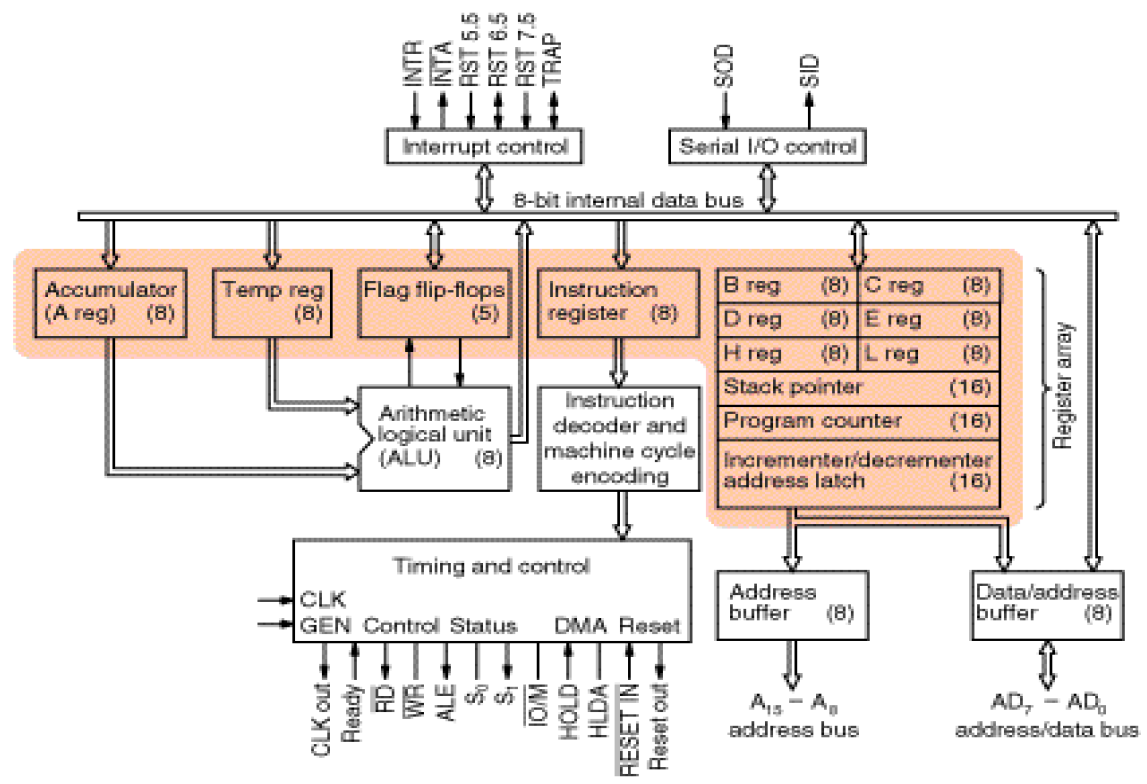 INTR
INTA
RST 5.5
RST 6.5
RST 7.5
TRAP
SOD
SID
Interrupt control
Serial I/O control
8-bit internal data bus
Accumulator
(A reg) (8)
Temp reg
(8)
Flag flip-flops
(5)
Instruction
register (8)
B reg (8) C reg (8)
D reg (8) E reg (8)
H reg (8) L reg (8)
Stack pointer (16)
Program counter (16)
Incrementer/decrementer
address latch (16)
Register array
Arithmetic
logical unit
(ALU) (8)
Instruction
decoder and
machine cycle
encoding
Timing and control
CLK
GEN Control Status DMA Reset
CLK out
Ready
RD
WR
ALE
S₀
S₁
IO/M
HOLD
HLDA
RESET IN
Reset out
Address
buffer (8)
Data/address
buffer (8)
A₁₅ – A₈
address bus
AD₇ – AD₀
address/data bus